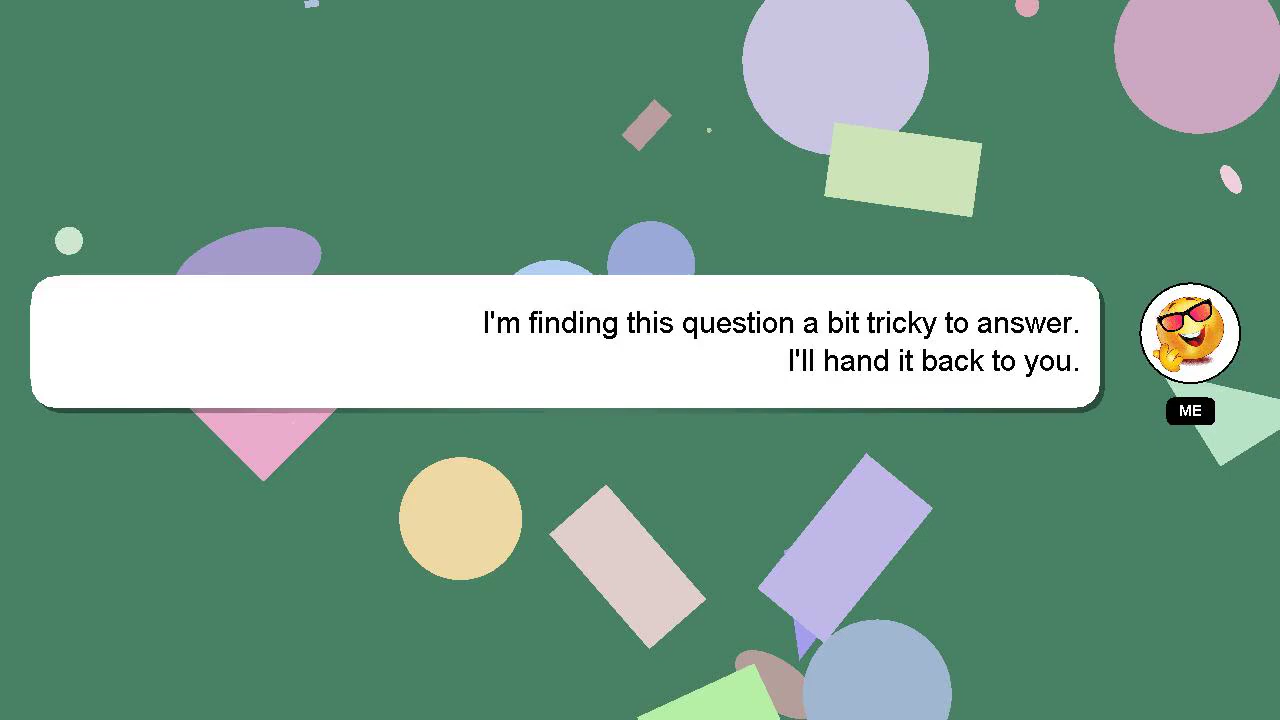 I'm finding this question a bit tricky to answer.
I'll hand it back to you.
ME